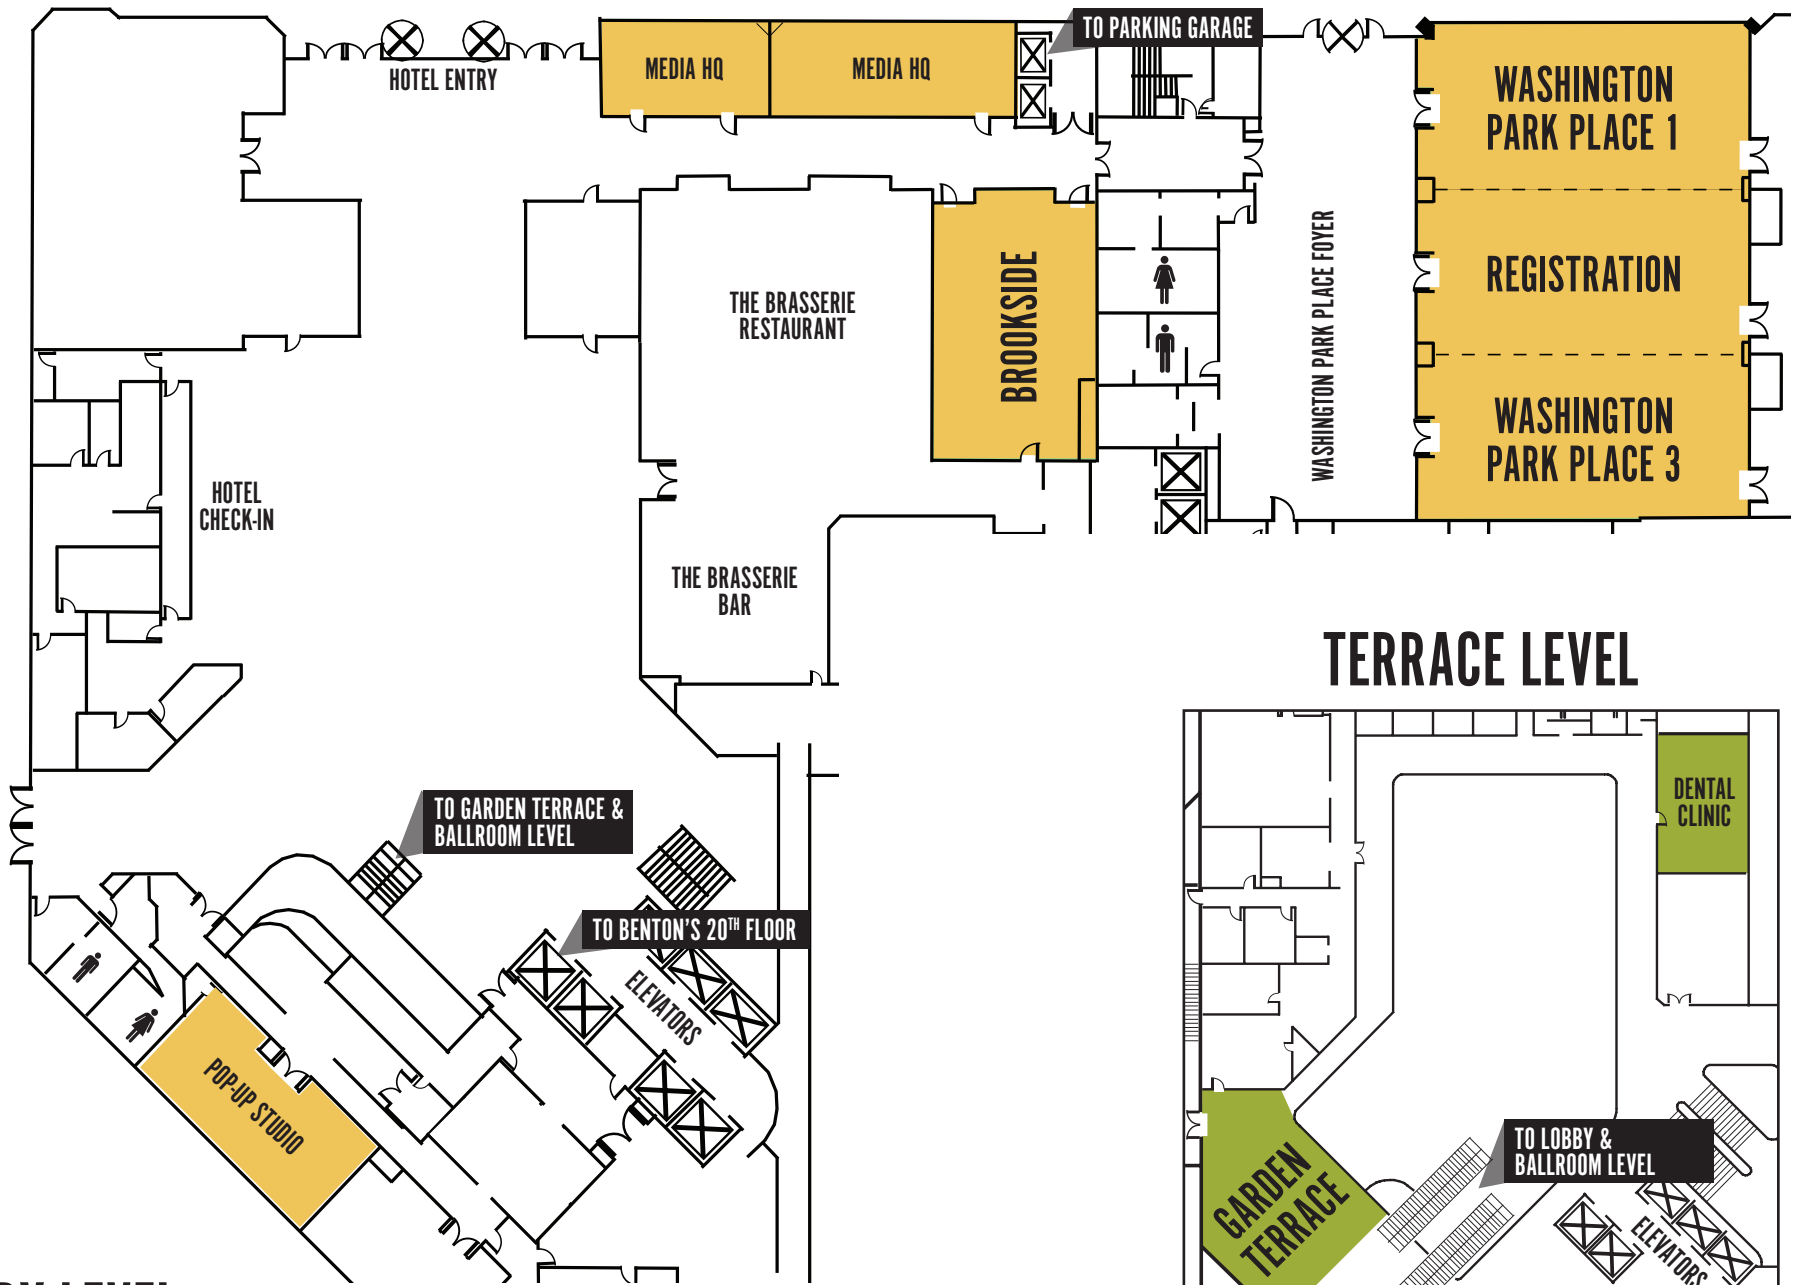 TO PARKING GARAGE
HOTEL ENTRY
MEDIA HQ
MEDIA HQ
WASHINGTON
PARK PLACE 1
WASHINGTON PARK PLACE FOYER
REGISTRATION
BROOKSIDE
THE BRASSERIE
RESTAURANT
WASHINGTON
PARK PLACE 3
HOTEL
CHECK-IN
THE BRASSERIE
BAR
TERRACE LEVEL
DENTAL
CLINIC
TO GARDEN TERRACE &
BALLROOM LEVEL
TO BENTON'S 20TH FLOOR
ELEVATORS
POP-UP STUDIO
TO LOBBY &
BALLROOM LEVEL
GARDEN
TERRACE
ELEVATORS
LEVEL